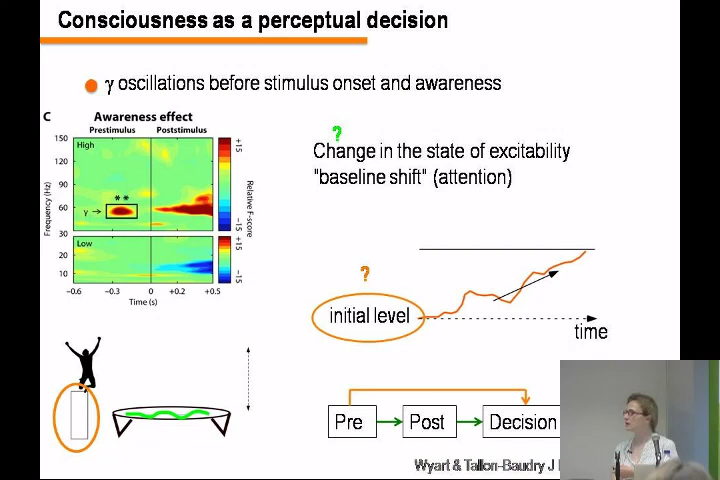 Consciousness as a perceptual decision
γ oscillations before stimulus onset and awareness
C
Awareness effect
Prestimulus Poststimulus
150
120
90
60
30
20
10
High
Low
γ →
**
Frequency (Hz)
−0.6 −0.3 0 +0.2 +0.5
Time (s)
+15
−15
+15
−15
Relative F-score
?
Change in the state of excitability
"baseline shift" (attention)
?
initial level
time
Pre
Post
Decision
Wyart & Tallon-Baudry J